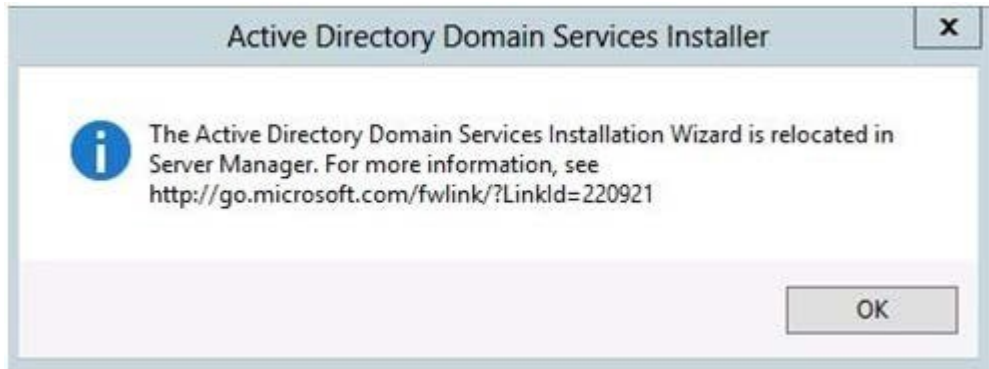 Active Directory Domain Services Installer
x
The Active Directory Domain Services Installation Wizard is relocated in
Server Manager. For more information, see
http://go.microsoft.com/fwlink/?LinkId=220921
OK